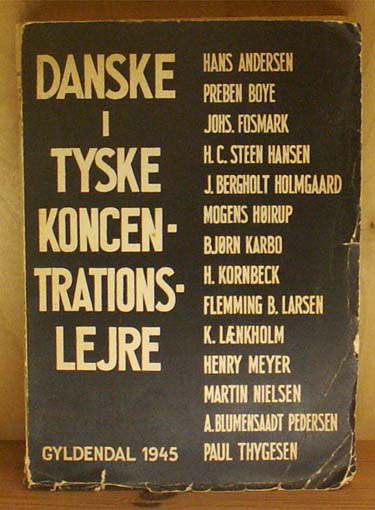 DANSKE
I
TYSKE
KONCEN-
TRATIONS-
LEJRE
HANS ANDERSEN
PREBEN BOYE
JOHS. FOSMARK
H. C. STEEN HANSEN
J. BERGHOLT HOLMGAARD
MOGENS HØIRUP
BJØRN KARBO
H. KORNBECK
FLEMMING B. LARSEN
K. LÆNKHOLM
HENRY MEYER
MARTIN NIELSEN
A. BLUMENSAADT PEDERSEN
PAUL THYGESEN
GYLDENDAL 1945